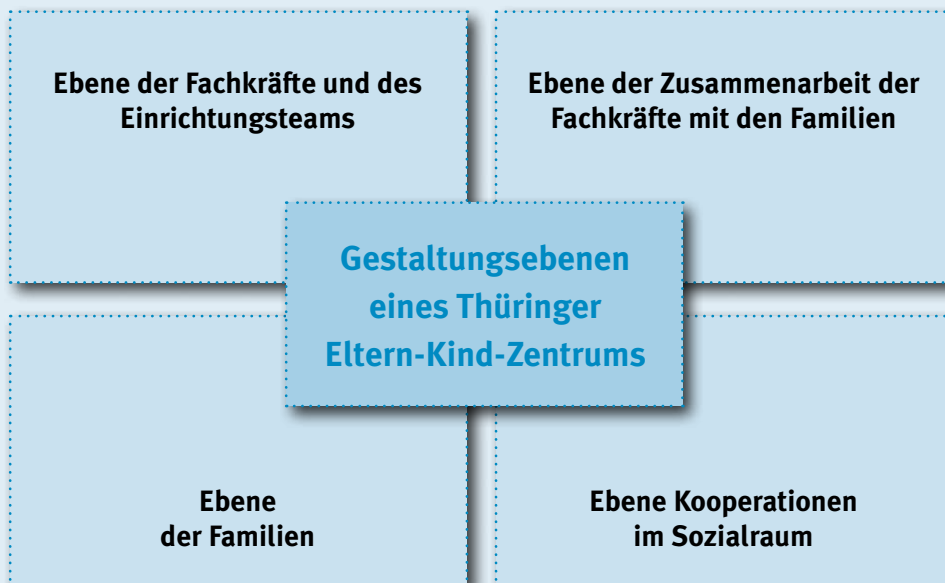 Ebene der Fachkräfte und des
Einrichtungsteams
Ebene der Zusammenarbeit der
Fachkräfte mit den Familien
Gestaltungsebenen
eines Thüringer
Eltern-Kind-Zentrums
Ebene
der Familien
Ebene Kooperationen
im Sozialraum